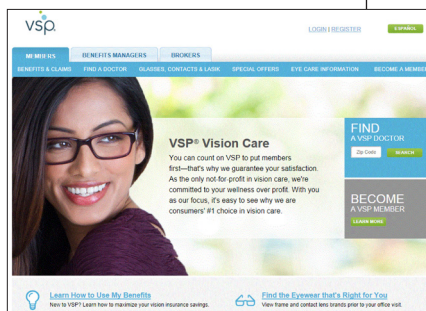 vsp.
LOGIN | REGISTER
ESPAÑOL
MEMBERS BENEFITS MANAGERS BROKERS
BENEFITS & CLAIMS FIND A DOCTOR GLASSES, CONTACTS & LASIK SPECIAL OFFERS EYE CARE INFORMATION BECOME A MEMBER
VSP® Vision Care
You can count on VSP to put members
first—that's why we guarantee your satisfaction.
As the only not-for-profit in vision care, we're
committed to your wellness over profit. With you
as our focus, it's easy to see why we are
consumers' #1 choice in vision care.
FIND
A VSP DOCTOR
Zip Code SEARCH
BECOME
A VSP MEMBER
LEARN MORE
Learn How to Use My Benefits
New to VSP? Learn how to maximize your vision insurance savings.
Find the Eyewear that's Right for You
View frame and contact lens brands prior to your office visit.